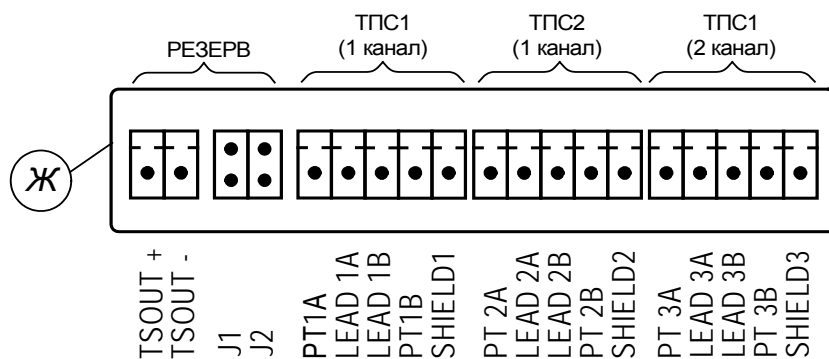 РЕЗЕРВ
ТПС1
(1 канал)
ТПС2
(1 канал)
ТПС1
(2 канал)
Ж
TSOUT +
TSOUT -
J1
J2
PT1A
LEAD 1A
LEAD 1B
PT1B
SHIELD1
PT 2A
LEAD 2A
LEAD 2B
PT 2B
SHIELD2
PT 3A
LEAD 3A
LEAD 3B
PT 3B
SHIELD3